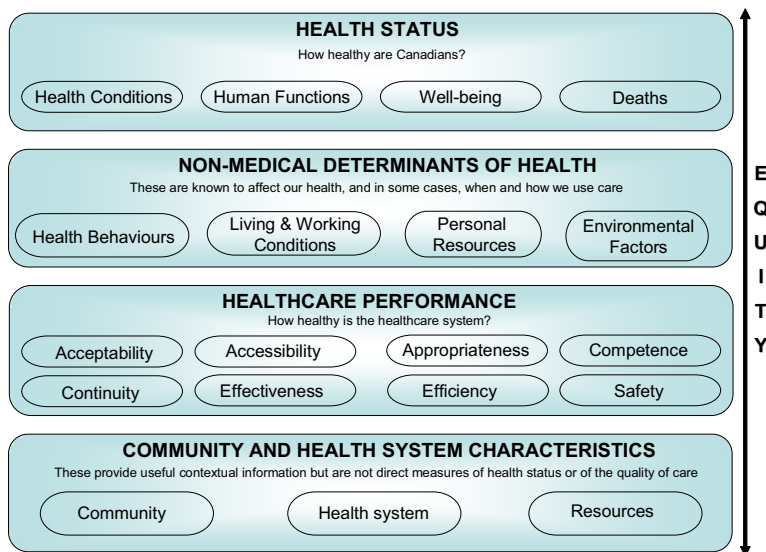 HEALTH STATUS
How healthy are Canadians?
Health Conditions
Human Functions
Well-being
Deaths
NON-MEDICAL DETERMINANTS OF HEALTH
These are known to affect our health, and in some cases, when and how we use care
Health Behaviours
Living & Working
Conditions
Personal
Resources
Environmental
Factors
HEALTHCARE PERFORMANCE
How healthy is the healthcare system?
Acceptability
Accessibility
Appropriateness
Competence
Continuity
Effectiveness
Efficiency
Safety
COMMUNITY AND HEALTH SYSTEM CHARACTERISTICS
These provide useful contextual information but are not direct measures of health status or of the quality of care
Community
Health system
Resources
E
Q
U
I
T
Y